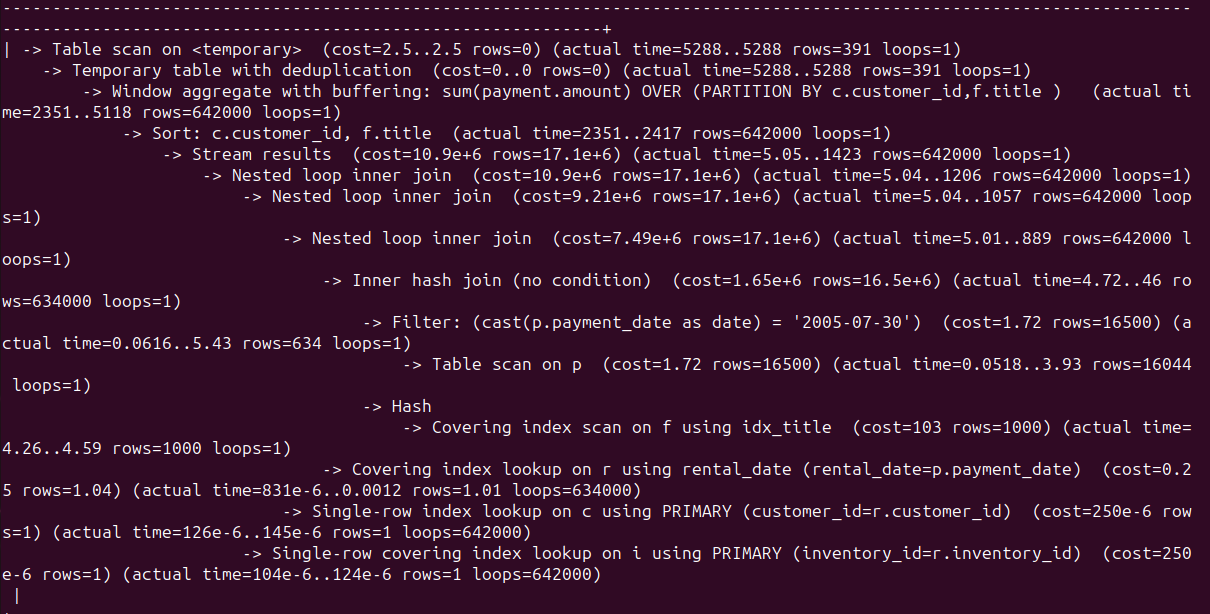 ------------------------------------------------------------------------------------------------------------------------
-------------------------------------------------------------+
| -> Table scan on <temporary>  (cost=2.5..2.5 rows=0) (actual time=5288..5288 rows=391 loops=1)
    -> Temporary table with deduplication  (cost=0..0 rows=0) (actual time=5288..5288 rows=391 loops=1)
        -> Window aggregate with buffering: sum(payment.amount) OVER (PARTITION BY c.customer_id,f.title )   (actual ti
me=2351..5118 rows=642000 loops=1)
            -> Sort: c.customer_id, f.title  (actual time=2351..2417 rows=642000 loops=1)
                -> Stream results  (cost=10.9e+6 rows=17.1e+6) (actual time=5.05..1423 rows=642000 loops=1)
                    -> Nested loop inner join  (cost=10.9e+6 rows=17.1e+6) (actual time=5.04..1206 rows=642000 loops=1)
                        -> Nested loop inner join  (cost=9.21e+6 rows=17.1e+6) (actual time=5.04..1057 rows=642000 loop
s=1)
                            -> Nested loop inner join  (cost=7.49e+6 rows=17.1e+6) (actual time=5.01..889 rows=642000 l
oops=1)
                                -> Inner hash join (no condition)  (cost=1.65e+6 rows=16.5e+6) (actual time=4.72..46 ro
ws=634000 loops=1)
                                    -> Filter: (cast(p.payment_date as date) = '2005-07-30')  (cost=1.72 rows=16500) (a
ctual time=0.0616..5.43 rows=634 loops=1)
                                        -> Table scan on p  (cost=1.72 rows=16500) (actual time=0.0518..3.93 rows=16044
 loops=1)
                                    -> Hash
                                        -> Covering index scan on f using idx_title  (cost=103 rows=1000) (actual time=
4.26..4.59 rows=1000 loops=1)
                                -> Covering index lookup on r using rental_date (rental_date=p.payment_date)  (cost=0.2
5 rows=1.04) (actual time=831e-6..0.0012 rows=1.01 loops=634000)
                            -> Single-row index lookup on c using PRIMARY (customer_id=r.customer_id)  (cost=250e-6 row
s=1) (actual time=126e-6..145e-6 rows=1 loops=642000)
                        -> Single-row covering index lookup on i using PRIMARY (inventory_id=r.inventory_id)  (cost=250
e-6 rows=1) (actual time=104e-6..124e-6 rows=1 loops=642000)
 |